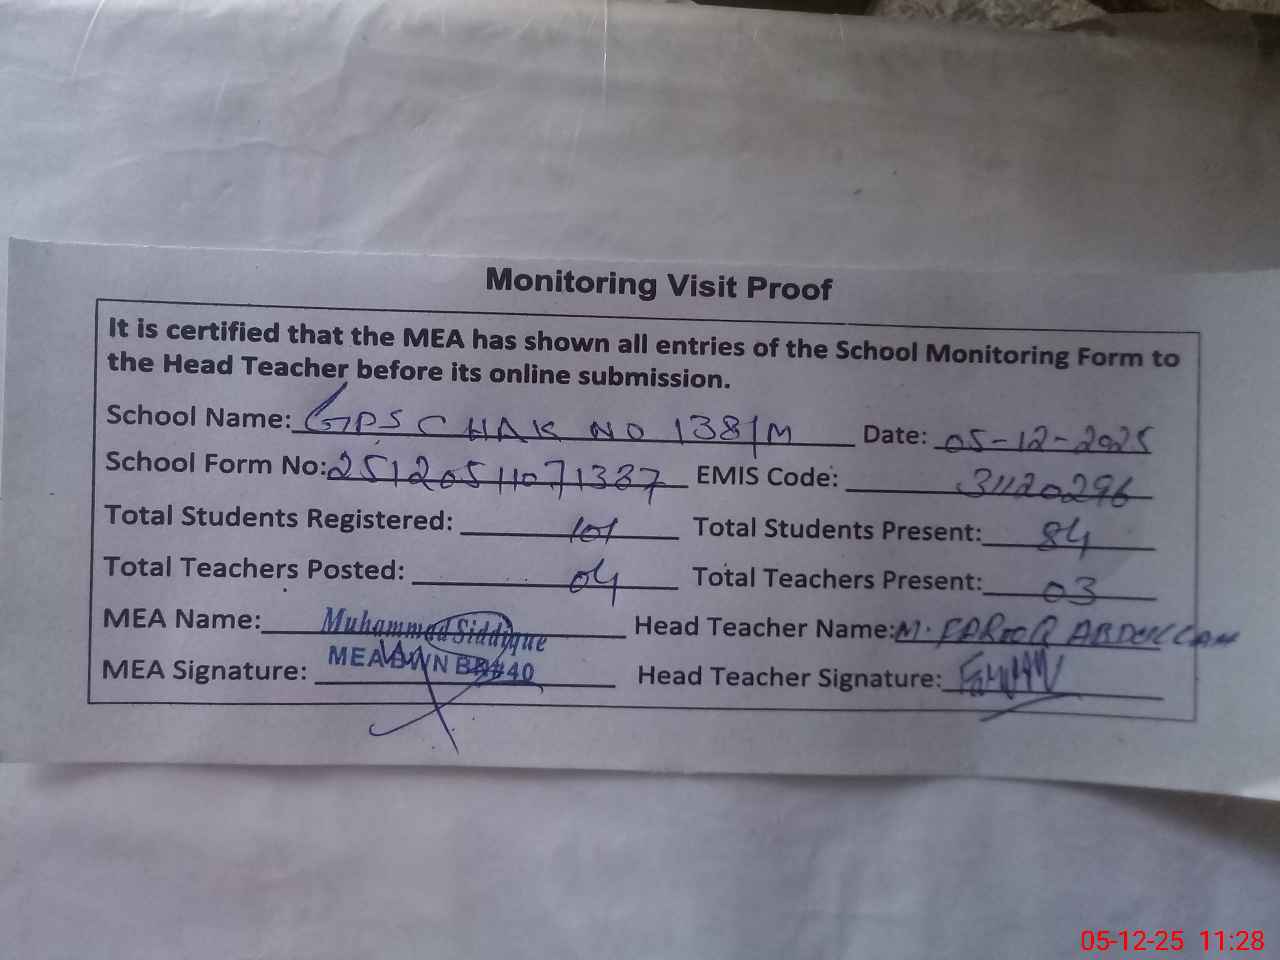 Monitoring Visit Proof
It is certified that the MEA has shown all entries of the School Monitoring Form to
the Head Teacher before its online submission.
School Name: GPS CHAK NO 138/M Date: 05-12-2025
School Form No: EMIS Code: 31120296
Total Students Registered: 101 Total Students Present: 84
Total Teachers Posted: 04 Total Teachers Present: 03
MEA Name: Muhammad Siddique Head Teacher Name: M. FAROOQ
MEA Signature: MEA BWN Head Teacher Signature:
05-12-25 11:28